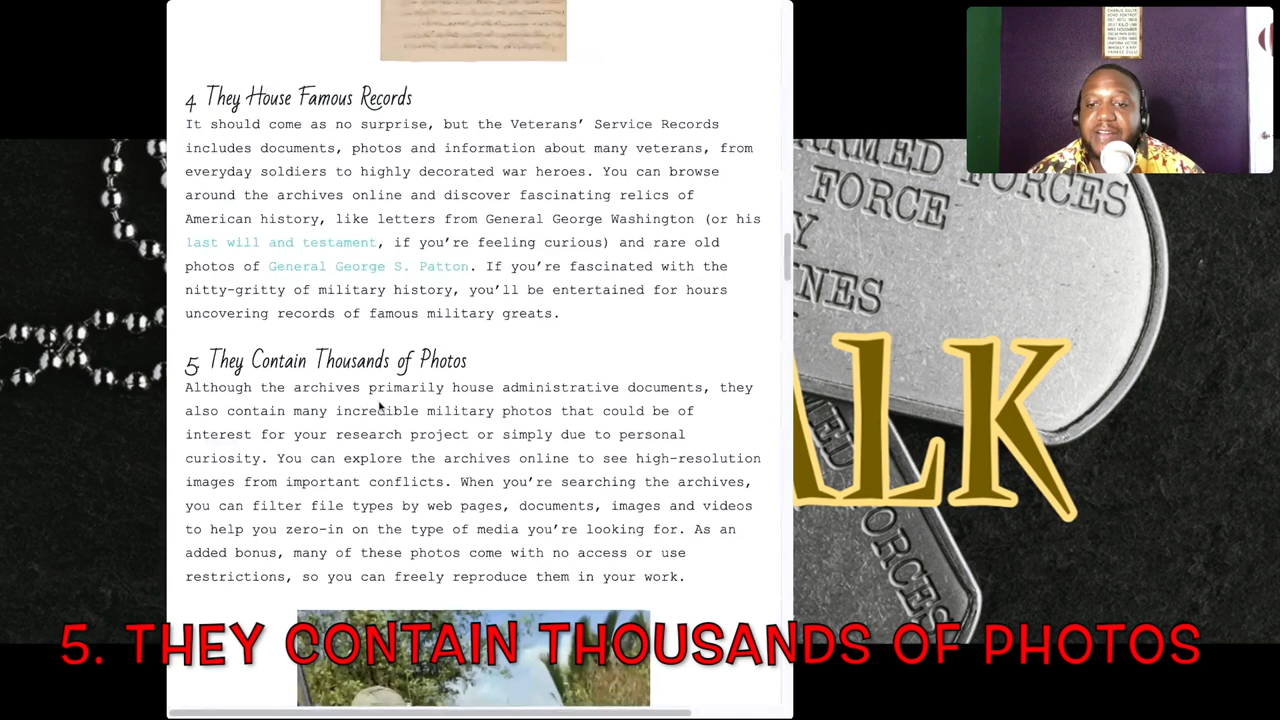 4 They House Famous Records
It should come as no surprise, but the Veterans’ Service Records
includes documents, photos and information about many veterans, from
everyday soldiers to highly decorated war heroes. You can browse
around the archives online and discover fascinating relics of
American history, like letters from General George Washington (or his
last will and testament, if you’re feeling curious) and rare old
photos of General George S. Patton. If you’re fascinated with the
nitty-gritty of military history, you’ll be entertained for hours
uncovering records of famous military greats.
5 They Contain Thousands of Photos
Although the archives primarily house administrative documents, they
also contain many incredible military photos that could be of
interest for your research project or simply due to personal
curiosity. You can explore the archives online to see high-resolution
images from important conflicts. When you’re searching the archives,
you can filter file types by web pages, documents, images and videos
to help you zero-in on the type of media you’re looking for. As an
added bonus, many of these photos come with no access or use
restrictions, so you can freely reproduce them in your work.
ARMED FORCES
FORCE
Y
INES
ALK
ORCES
5. THEY CONTAIN THOUSANDS OF PHOTOS